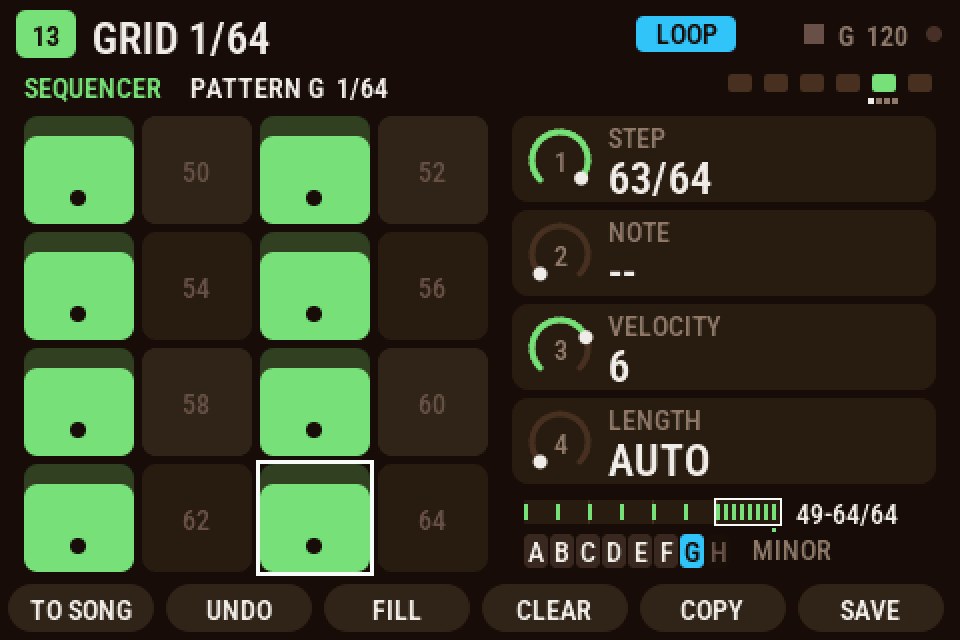 13 GRID 1/64 LOOP G 120
SEQUENCER PATTERN G 1/64
50 52
54 56
58 60
62 64
1 STEP
63/64
2 NOTE
--
3 VELOCITY
6
4 LENGTH
AUTO
49-64/64
A B C D E F G H MINOR
TO SONG UNDO FILL CLEAR COPY SAVE